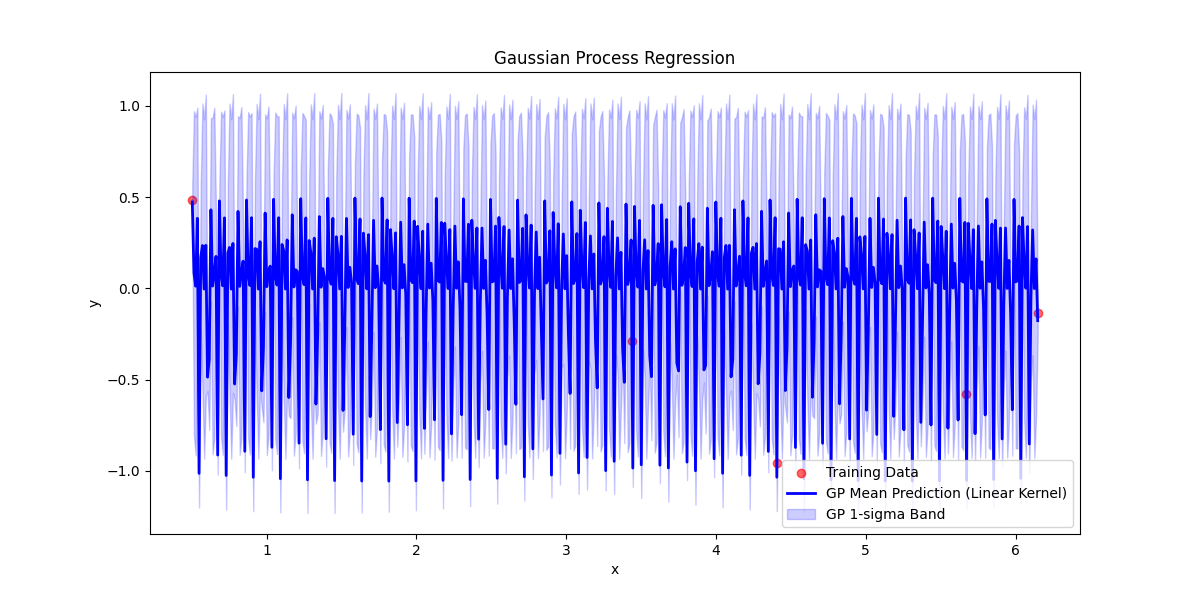 Gaussian Process Regression
1.0
0.5
0.0
−0.5
−1.0
y
1 2 3 4 5 6
x
Training Data
GP Mean Prediction (Linear Kernel)
GP 1-sigma Band